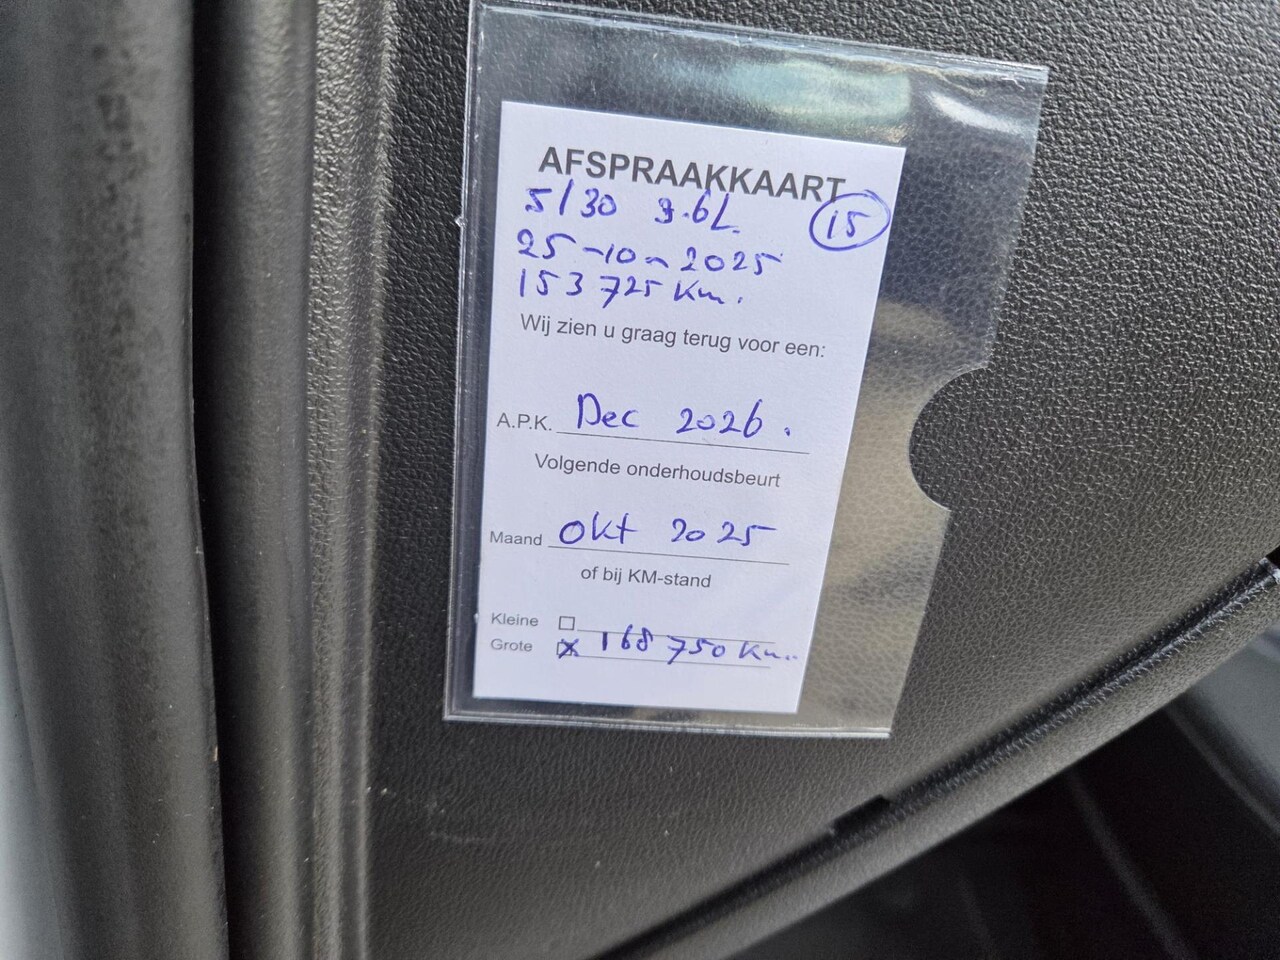 AFSPRAAKKAART
5/30 3.6L. 15
25-10-2025
153 725 Km.
Wij zien u graag terug voor een:
A.P.K. Dec 2026.
Volgende onderhoudsbeurt
Maand okt 2025
of bij KM-stand
Kleine
Grote 168 750 Km..